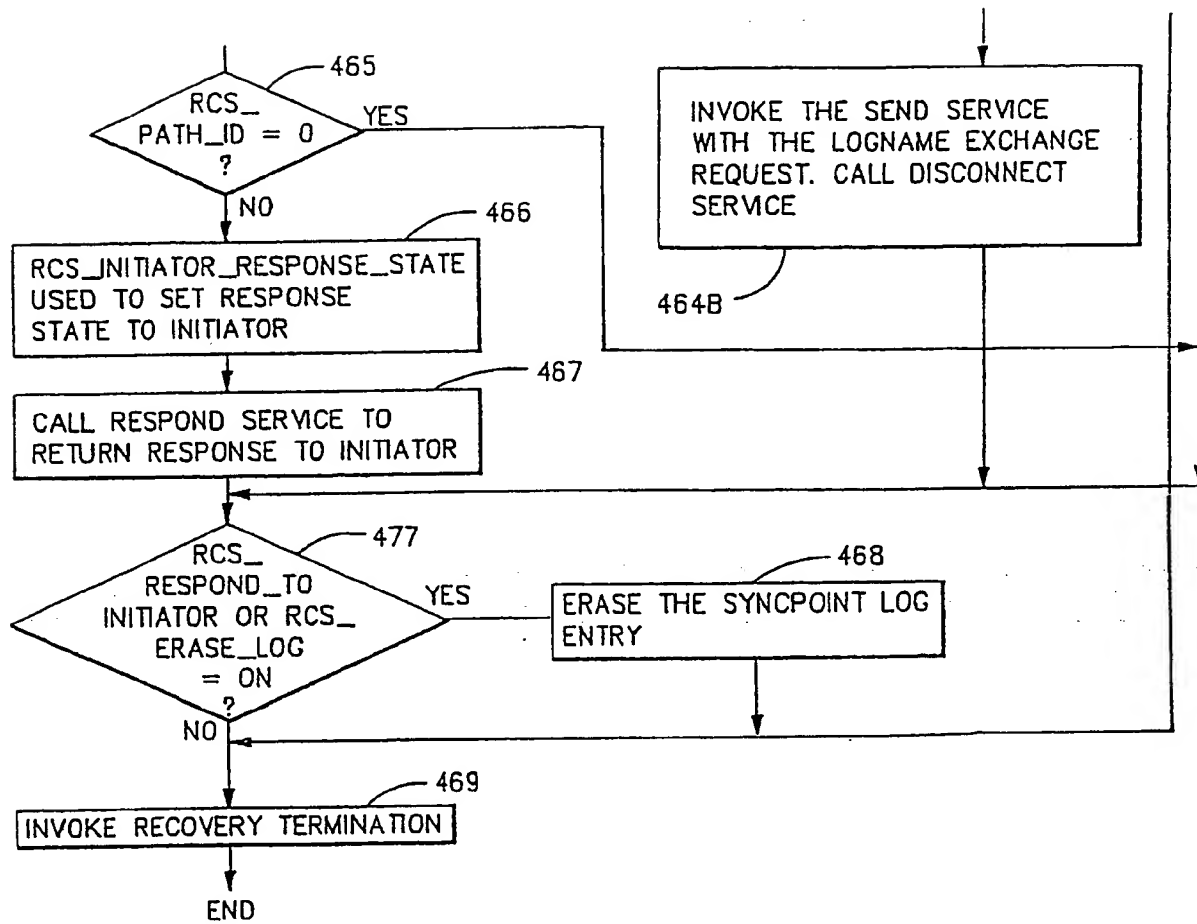 465
RCS_
PATH_ID = 0
?
YES
NO
466
RCS_INITIATOR_RESPONSE_STATE
USED TO SET RESPONSE
STATE TO INITIATOR
467
CALL RESPOND SERVICE TO
RETURN RESPONSE TO INITIATOR
INVOKE THE SEND SERVICE
WITH THE LOGNAME EXCHANGE
REQUEST. CALL DISCONNECT
SERVICE
464B
477
RCS_
RESPOND_TO
INITIATOR OR RCS_
ERASE_LOG
= ON
?
YES
NO
468
ERASE THE SYNCPOINT LOG
ENTRY
469
INVOKE RECOVERY TERMINATION
END